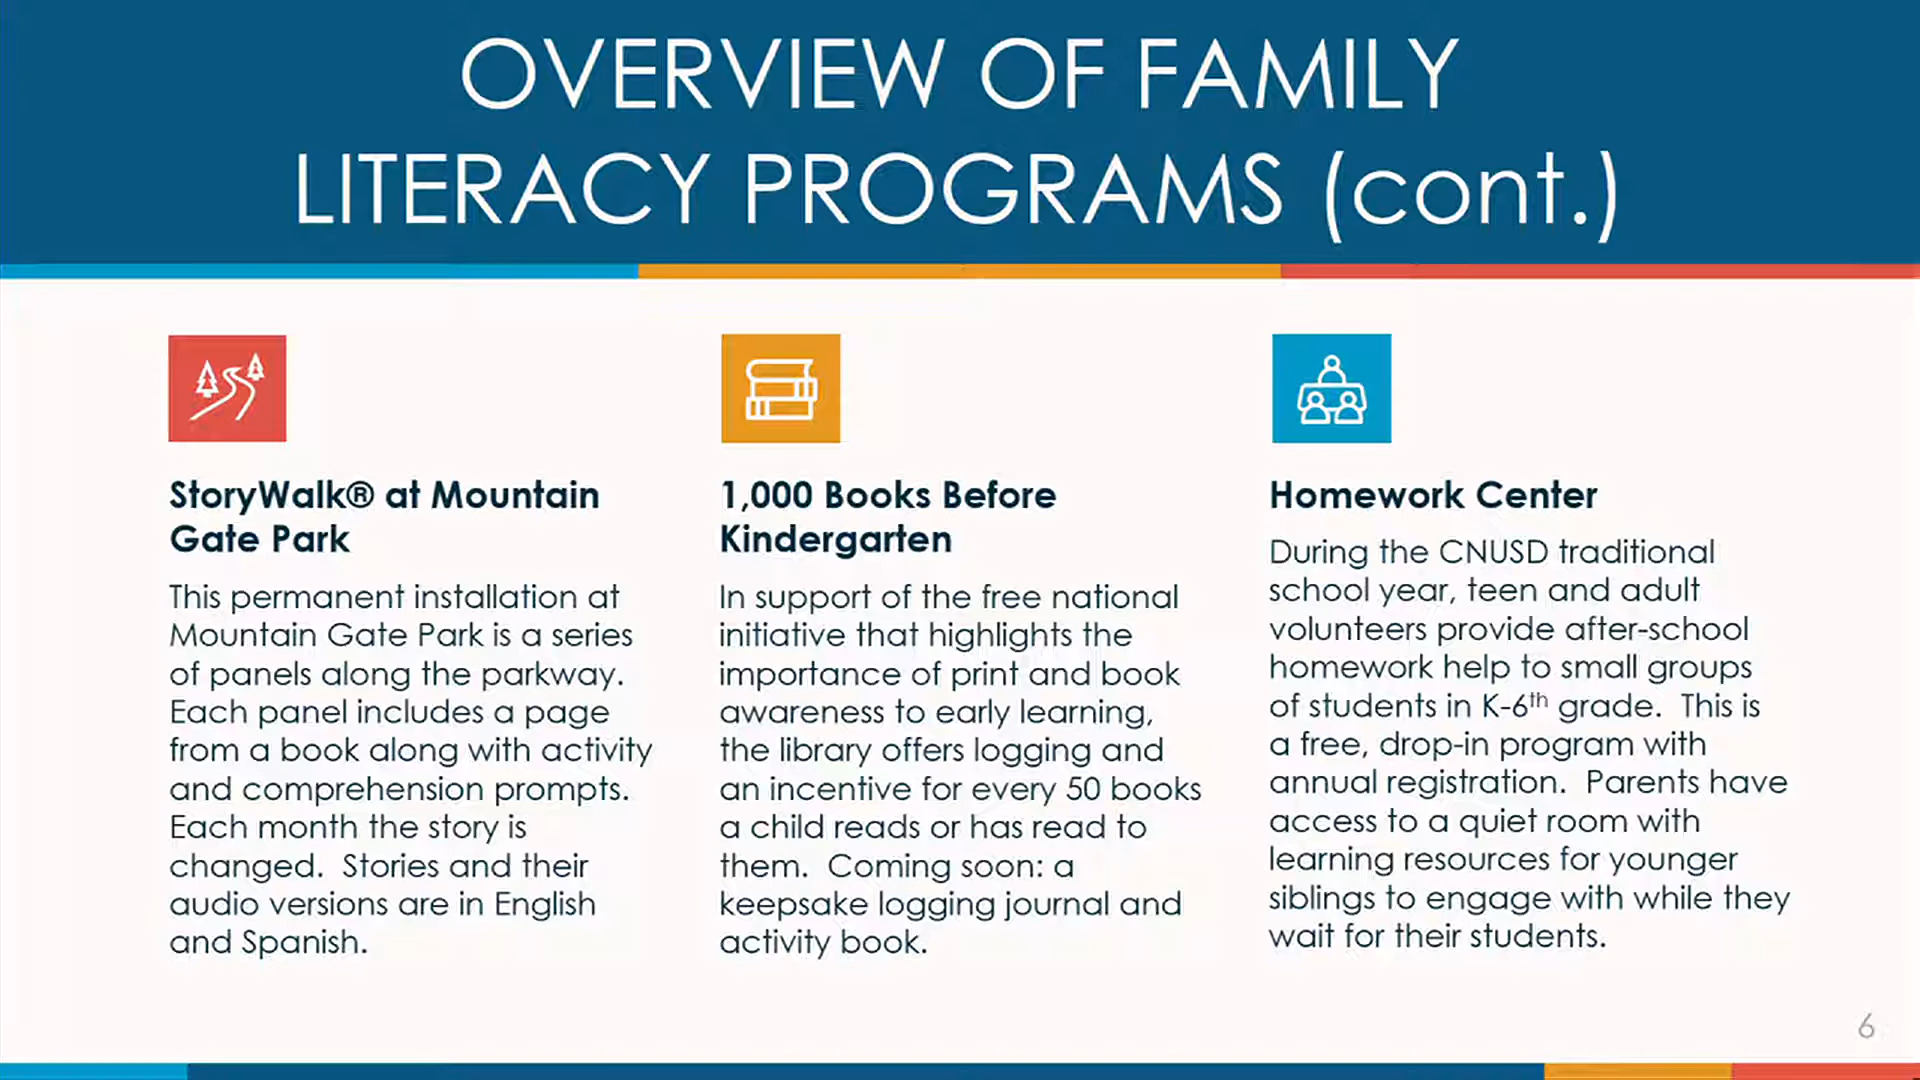 OVERVIEW OF FAMILY
LITERACY PROGRAMS (cont.)
StoryWalk® at Mountain
Gate Park
This permanent installation at
Mountain Gate Park is a series
of panels along the parkway.
Each panel includes a page
from a book along with activity
and comprehension prompts.
Each month the story is
changed.  Stories and their
audio versions are in English
and Spanish.
1,000 Books Before
Kindergarten
In support of the free national
initiative that highlights the
importance of print and book
awareness to early learning,
the library offers logging and
an incentive for every 50 books
a child reads or has read to
them.  Coming soon: a
keepsake logging journal and
activity book.
Homework Center
During the CNUSD traditional
school year, teen and adult
volunteers provide after-school
homework help to small groups
of students in K-6th grade.  This is
a free, drop-in program with
annual registration.  Parents have
access to a quiet room with
learning resources for younger
siblings to engage with while they
wait for their students.
6